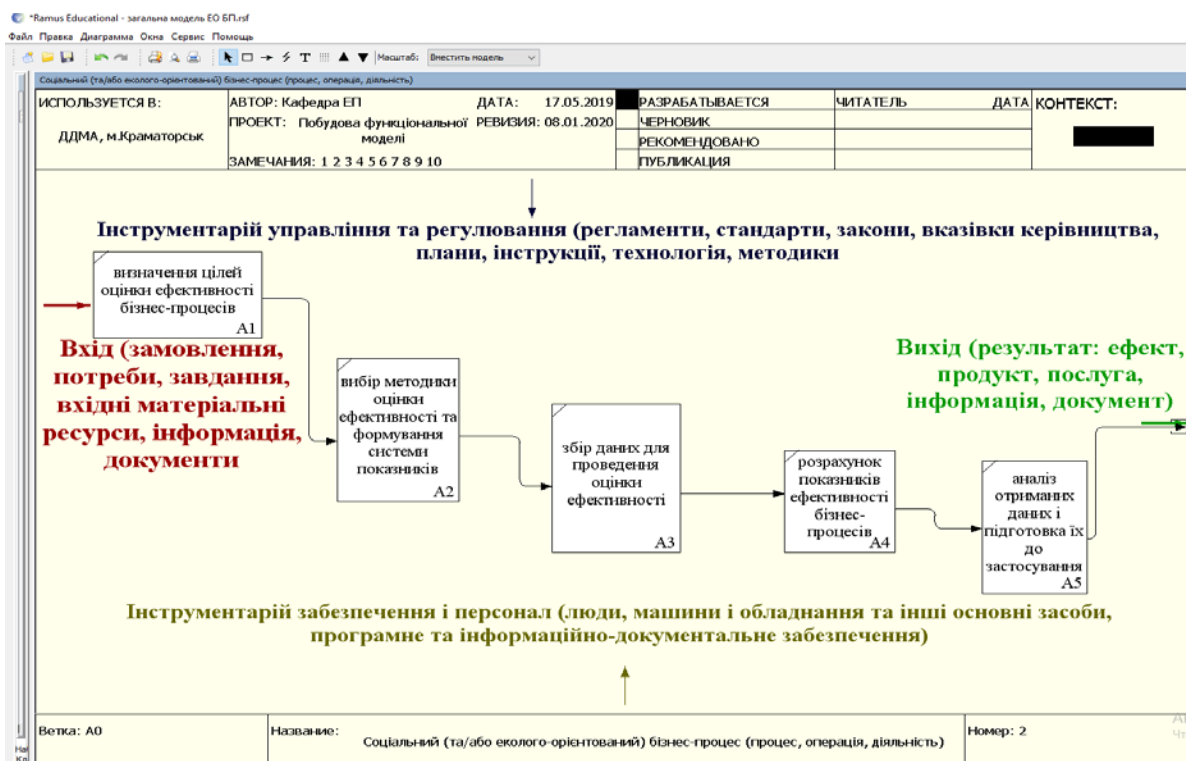 *Ramus Educational - загальна модель ЕО БП.rsf
Файл Правка Диаграмма Окна Сервис Помощь
Масштаб: Вместить модель
Соціальний (та/або еколого-орієнтований) бізнес-процес (процес, операція, діяльність)
ИСПОЛЬЗУЕТСЯ В:
ДДМА, м.Краматорськ
АВТОР: Кафедра ЕП
ДАТА: 17.05.2019
ПРОЕКТ: Побудова функціональної моделі
РЕВИЗИЯ: 08.01.2020
ЗАМЕЧАНИЯ: 1 2 3 4 5 6 7 8 9 10
РАЗРАБАТЫВАЕТСЯ
ЧЕРНОВИК
РЕКОМЕНДОВАНО
ПУБЛИКАЦИЯ
ЧИТАТЕЛЬ
ДАТА
КОНТЕКСТ:
Інструментарій управління та регулювання (регламенти, стандарти, закони, вказівки керівництва,
плани, інструкції, технологія, методики
визначення цілей
оцінки ефективності
бізнес-процесів
A1
Вхід (замовлення,
потреби, завдання,
вхідні матеріальні
ресурси, інформація,
документи
вибір методики
оцінки
ефективності та
формування
системи
показників
A2
збір даних для
проведення
оцінки
ефективності
A3
розрахунок
показників
ефективності
бізнес-
процесів
A4
аналіз
отриманих
даних і
підготовка їх
до
застосування
A5
Вихід (результат: ефект,
продукт, послуга,
інформація, документ)
Інструментарій забезпечення і персонал (люди, машини і обладнання та інші основні засоби,
програмне та інформаційно-документальне забезпечення)
Ветка: A0
Название:
Соціальний (та/або еколого-орієнтований) бізнес-процес (процес, операція, діяльність)
Номер: 2